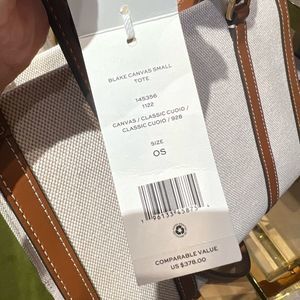 BLAKE CANVAS SMALL
TOTE
145356
1122
CANVAS / CLASSIC CUOIO /
CLASSIC CUOIO / 928
SIZE
OS
COMPARABLE VALUE
US $378.00